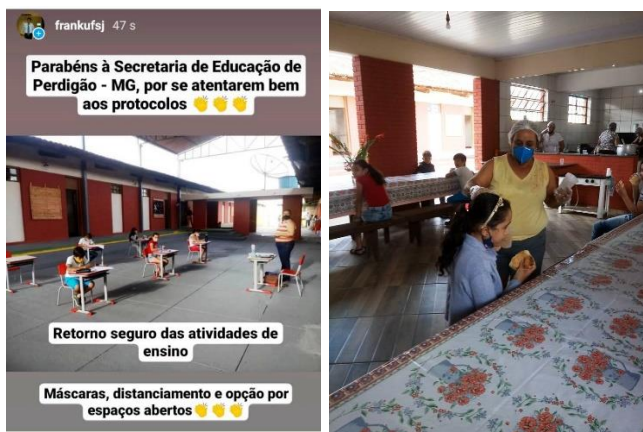 frankufsj 47 s
Parabéns à Secretaria de Educação de
Perdigão - MG, por se atentarem bem
aos protocolos 👏👏👏
Retorno seguro das atividades de
ensino
Máscaras, distanciamento e opção por
espaços abertos👏👏👏